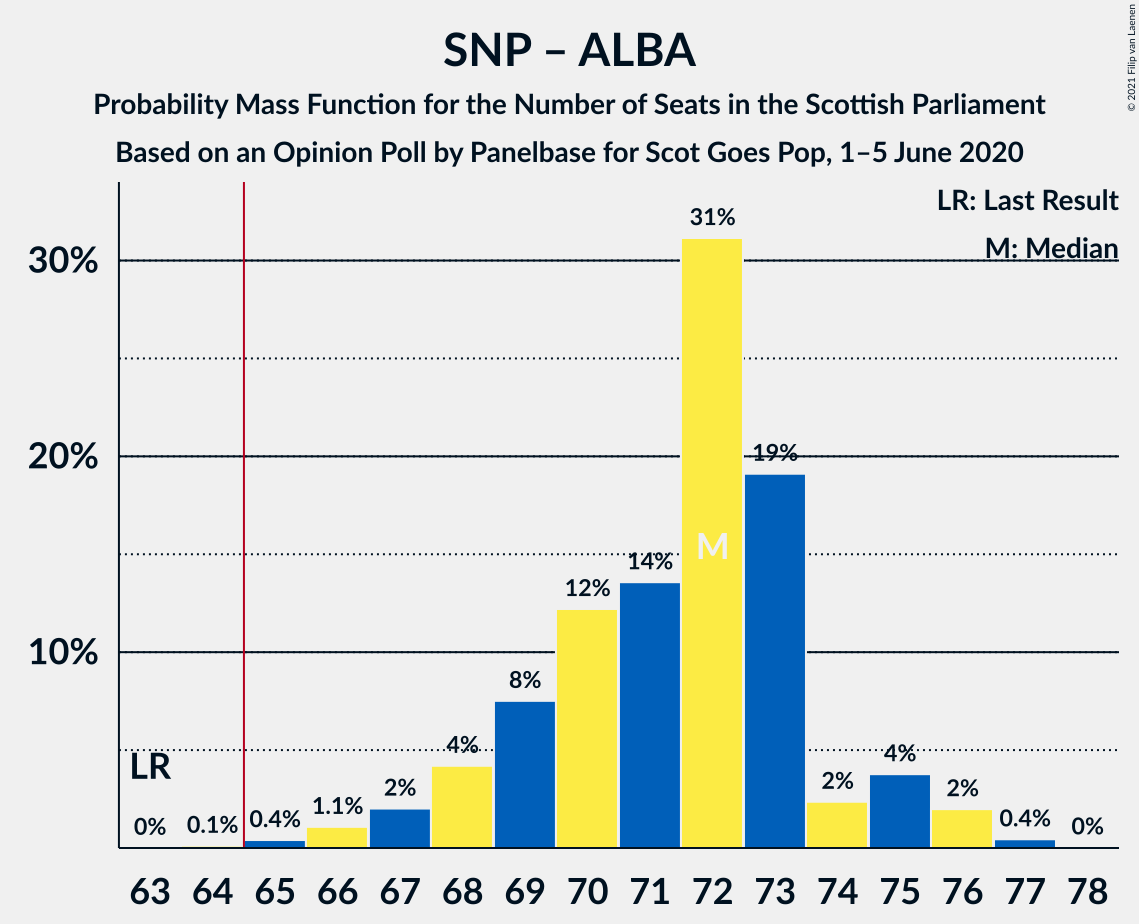 SNP – ALBA
Probability Mass Function for the Number of Seats in the Scottish Parliament
Based on an Opinion Poll by Panelbase for Scot Goes Pop, 1–5 June 2020
© 2021 Filip van Laenen
LR: Last Result
M: Median
30%
20%
10%
31%
19%
M
14%
12%
8%
4%
4%
LR
2%
2%
2%
1.1%
0.4%
0.4%
0.1%
0%
0%
63 64 65 66 67 68 69 70 71 72 73 74 75 76 77 78